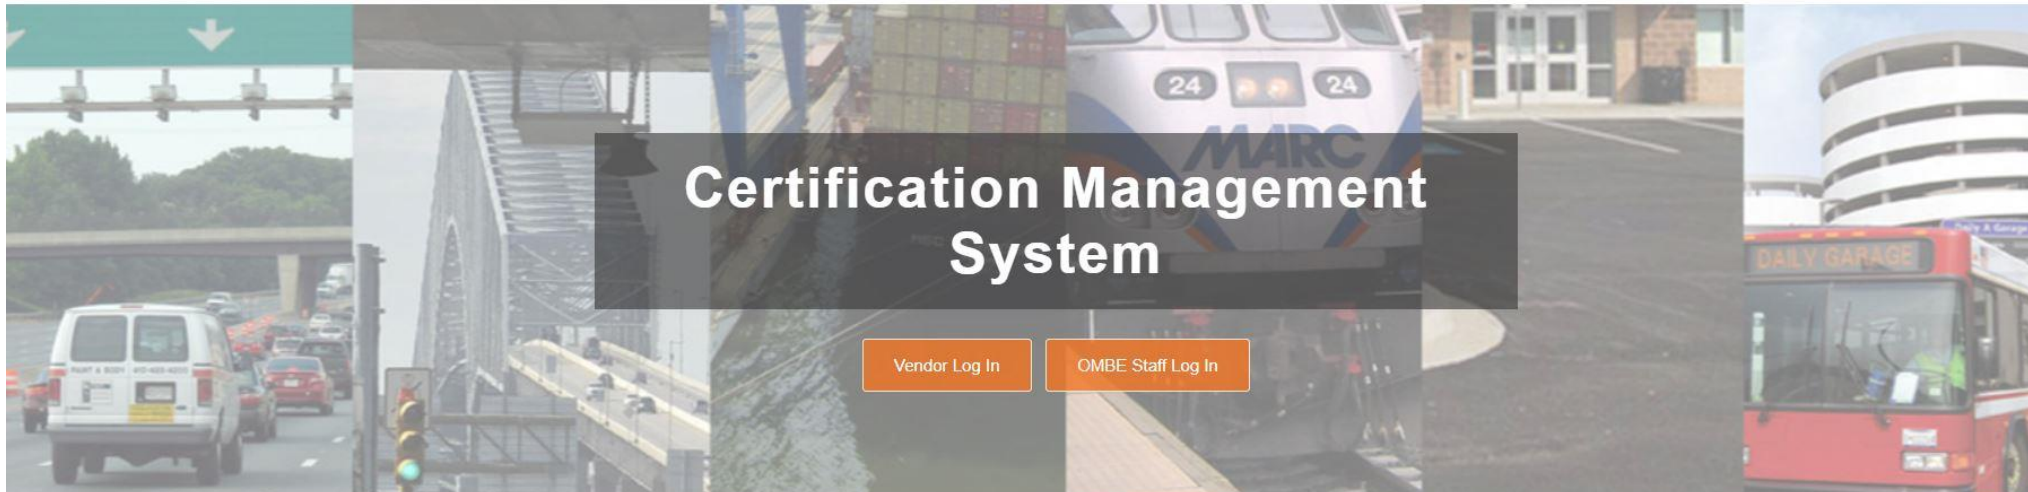 24 24
MARC
Certification Management
System
DAILY GARAGE
Vendor Log In
OMBE Staff Log In